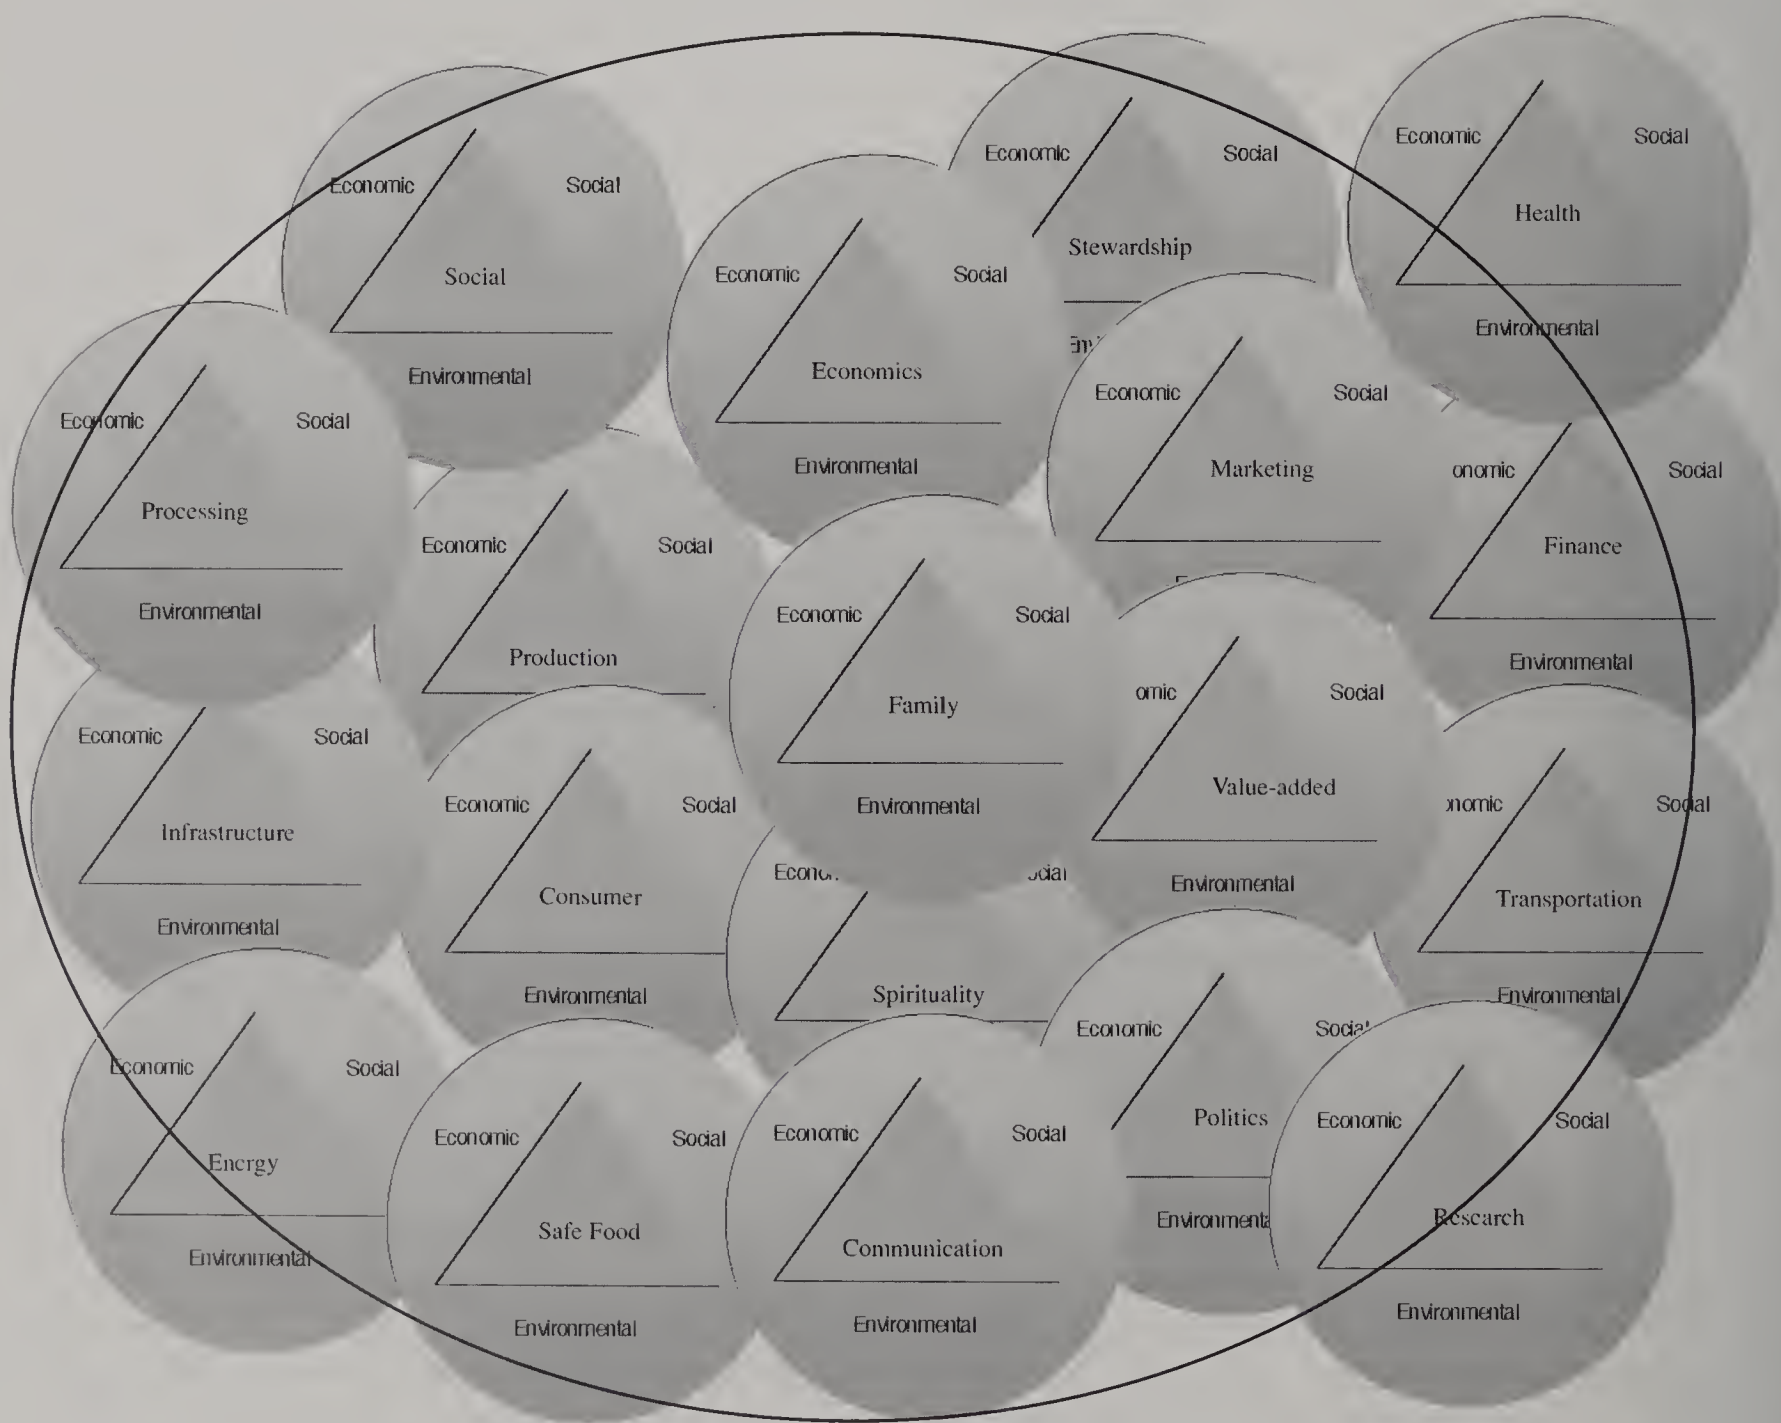 Economic
Social
Social
Environmental
Economic
Social
Stewardship
Economic
Social
Health
Environmental
Economic
Social
Economics
Environmental
Economic
Social
Marketing
Economic
Social
Processing
Environmental
Economic
Social
Production
onomic
Social
Finance
Environmental
Economic
Social
Family
Environmental
omic
Social
Value-added
Environmental
Economic
Social
Infrastructure
Environmental
Economic
Social
Consumer
Environmental
Spirituality
nomic
Social
Transportation
Environmental
Economic
Social
Energy
Environmental
Economic
Social
Safe Food
Environmental
Economic
Social
Communication
Environmental
Economic
Social
Politics
Environmenta
Economic
Social
Research
Environmental